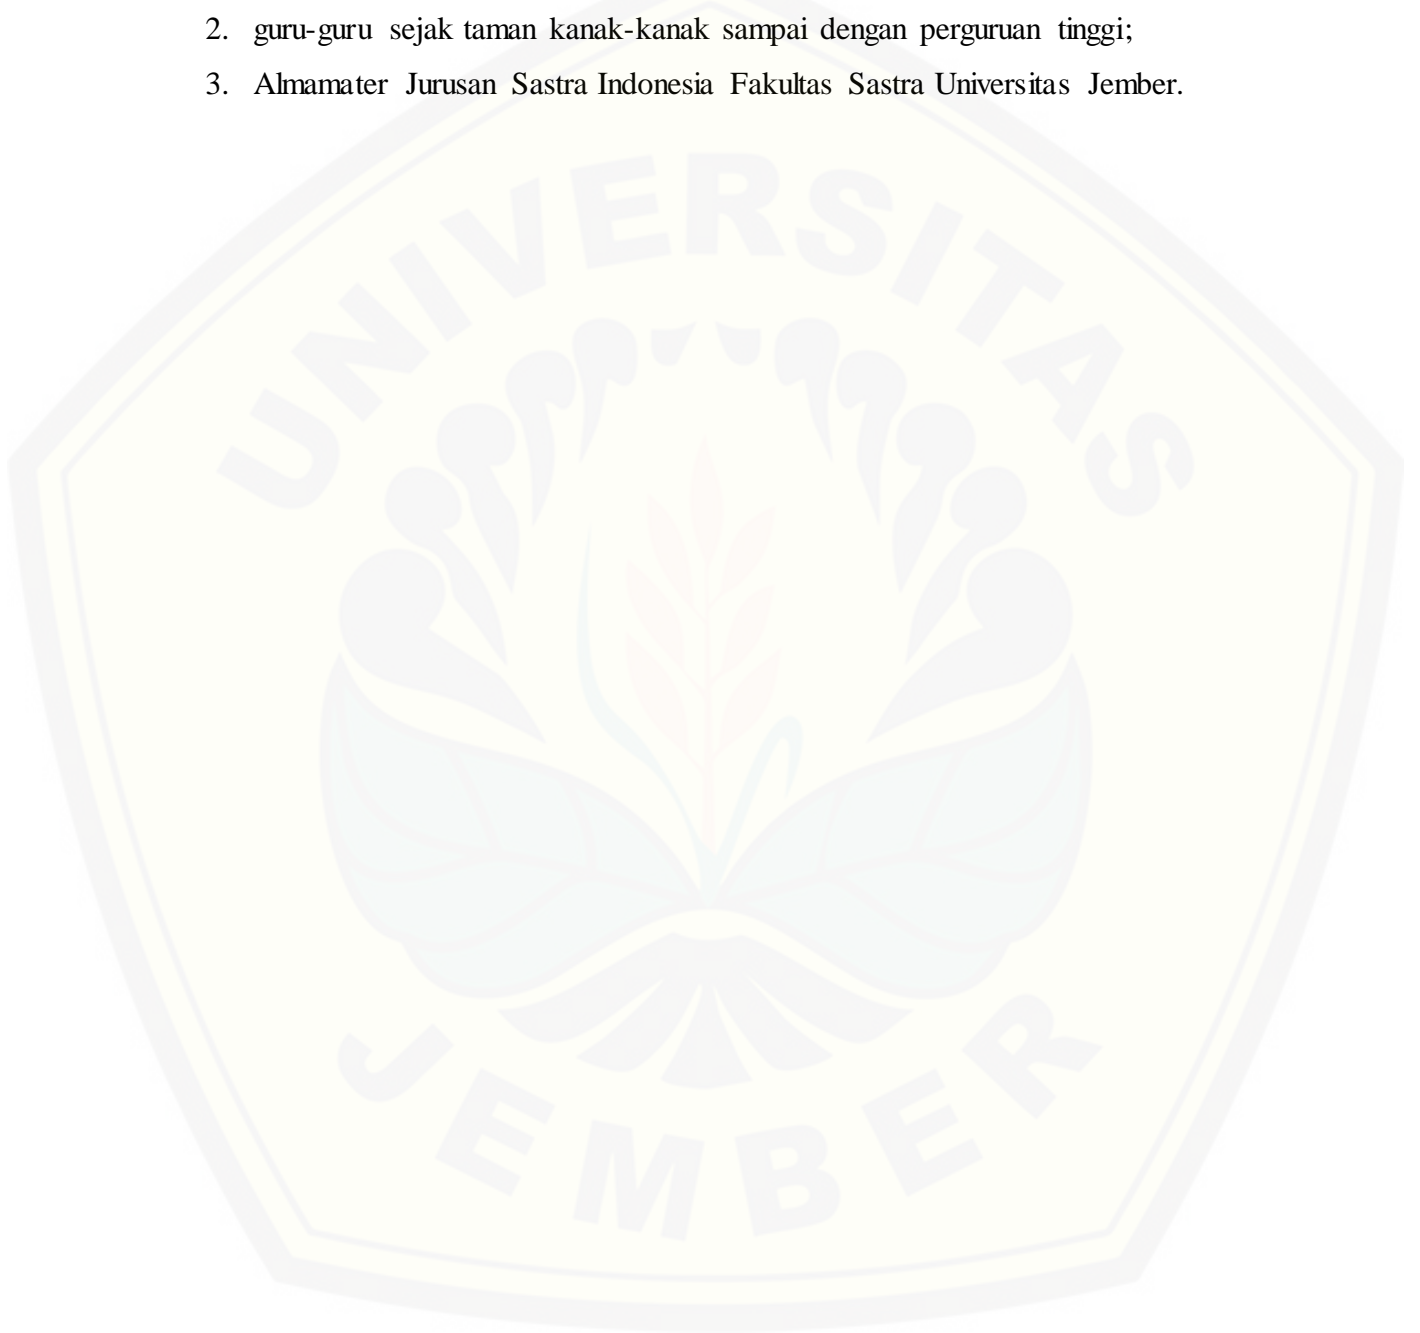 2. guru-guru sejak taman kanak-kanak sampai dengan perguruan tinggi;
3. Almamater Jurusan Sastra Indonesia Fakultas Sastra Universitas Jember.
UNIVERSITAS
JEMBER